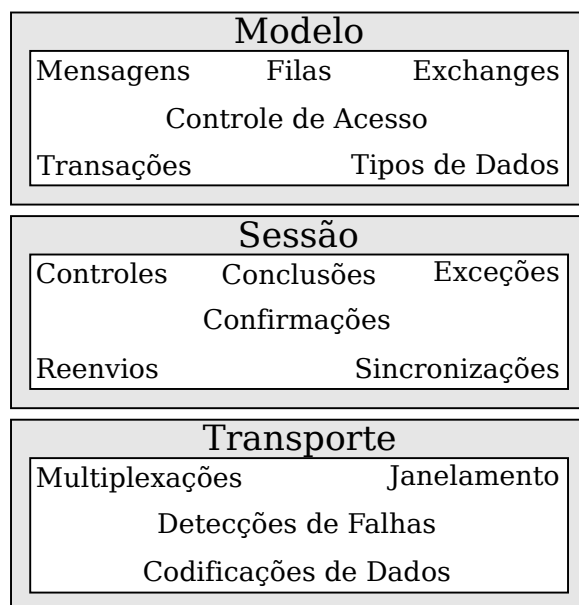 Modelo
Mensagens Filas Exchanges
Controle de Acesso
Transações Tipos de Dados
Sessão
Controles Conclusões Exceções
Confirmações
Reenvios Sincronizações
Transporte
Multiplexações Janelamento
Detecções de Falhas
Codificações de Dados